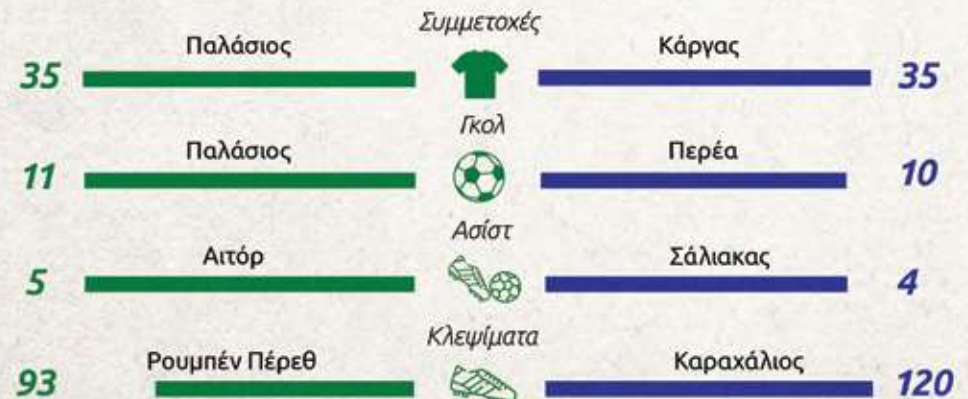 Συμμετοχές
Παλάσιος Κάργας
35 35
Γκολ
Παλάσιος Περέα
11 10
Ασίστ
Αιτόρ Σάλιακας
5 4
Κλεψίματα
Ρουμπέν Πέρεθ Καραχάλιος
93 120